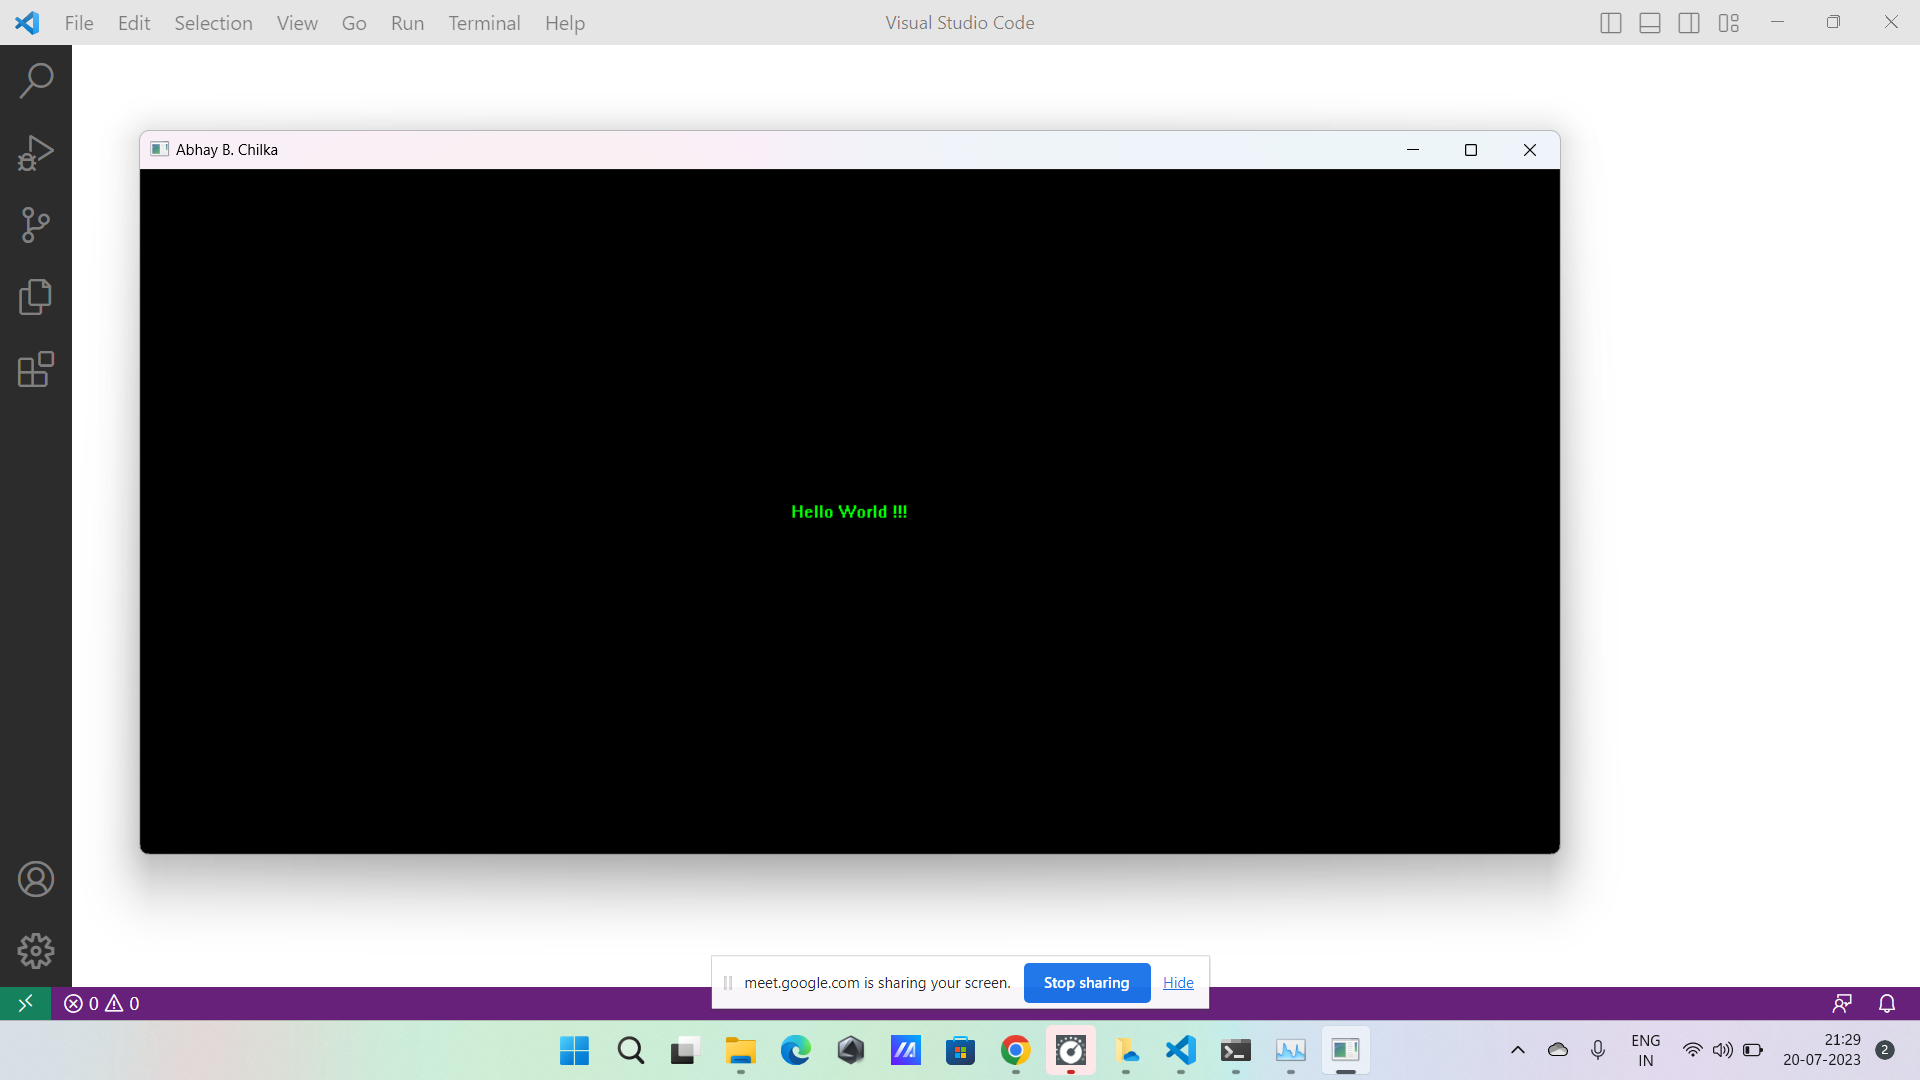 File Edit Selection View Go Run Terminal Help
Visual Studio Code
Abhay B. Chilka
Hello World !!!
meet.google.com is sharing your screen. Stop sharing Hide
0 0
ENG
IN
21:29
20-07-2023
2